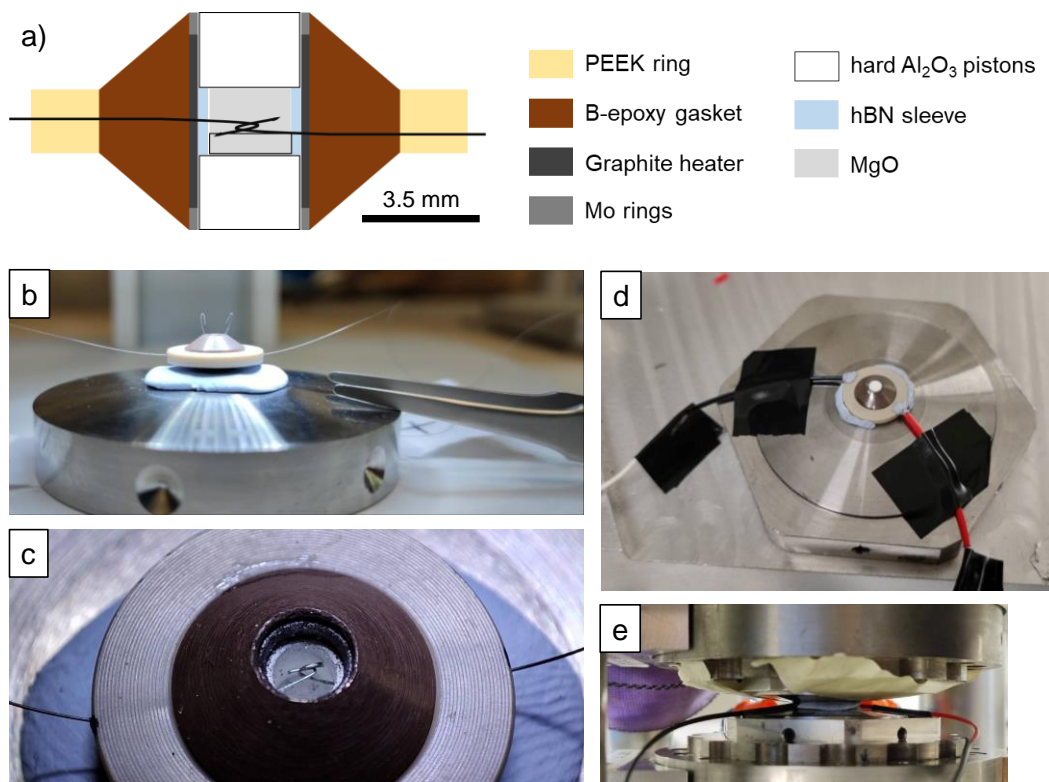 a)
PEEK ring
B-epoxy gasket
Graphite heater
Mo rings
hard Al₂O₃ pistons
hBN sleeve
MgO
3.5 mm
b
c
d
e